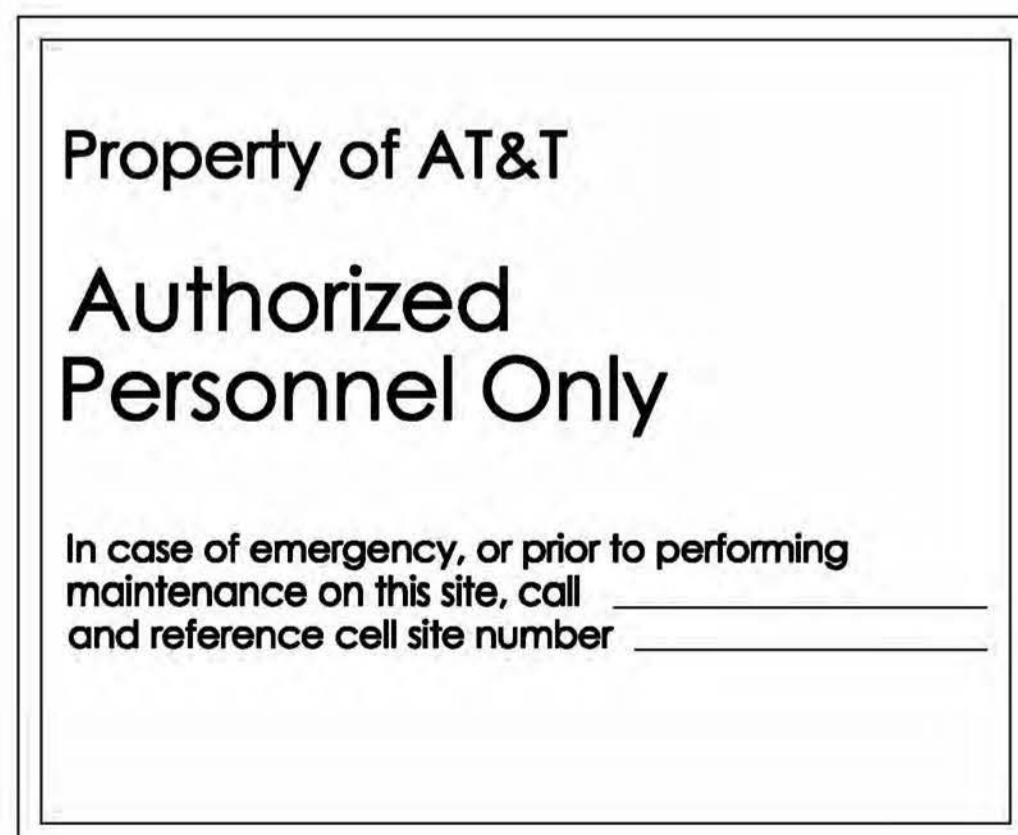 Property of AT&T
Authorized
Personnel Only
In case of emergency, or prior to performing
maintenance on this site, call
and reference cell site number